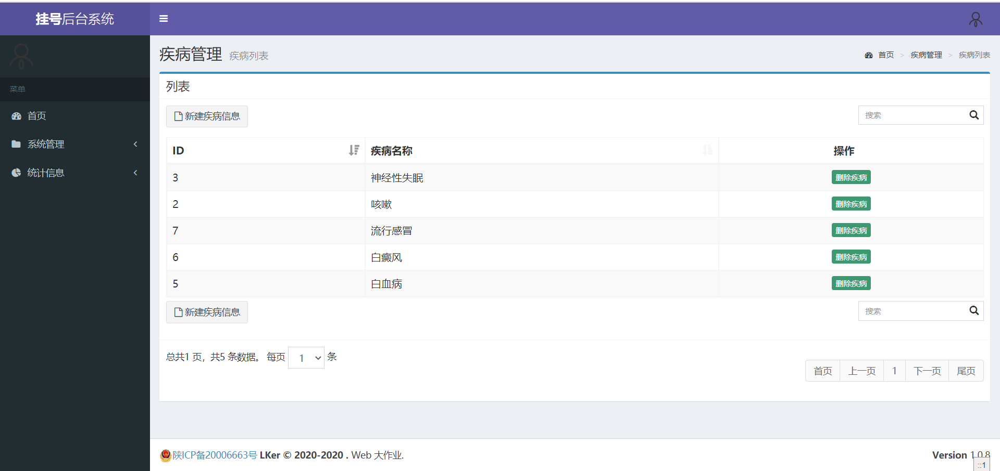 挂号后台系统
疾病管理 疾病列表
首页 > 疾病管理 > 疾病列表
菜单
首页
系统管理
统计信息
列表
新建疾病信息
搜索
ID 疾病名称 操作
3 神经性失眠 删除疾病
2 咳嗽 删除疾病
7 流行感冒 删除疾病
6 白癜风 删除疾病
5 白血病 删除疾病
新建疾病信息
搜索
总共1 页，共5 条数据。 每页 1 条
首页 上一页 1 下一页 尾页
陕ICP备20006663号 LKer © 2020-2020 . Web 大作业.
Version 1.0.8
::1